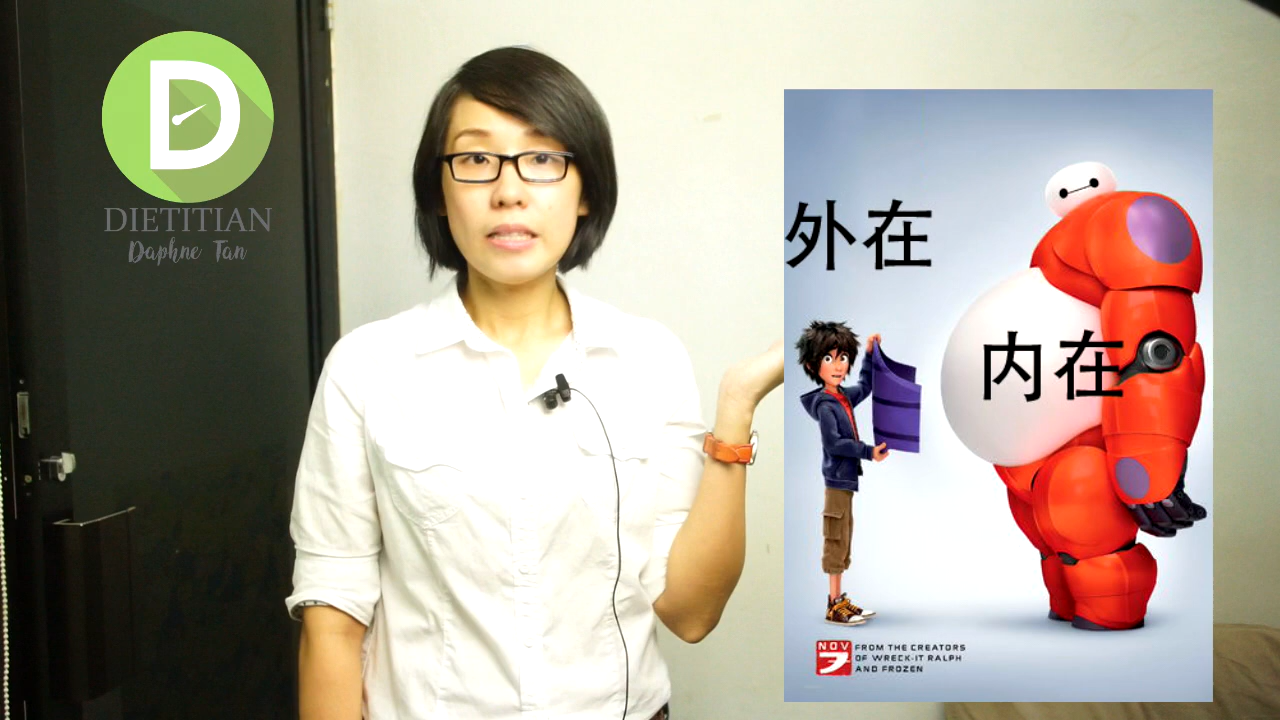 D
DIETITIAN
Daphne Tan
外在
内在
NOV
7
FROM THE CREATORS
OF WRECK-IT RALPH
AND FROZEN